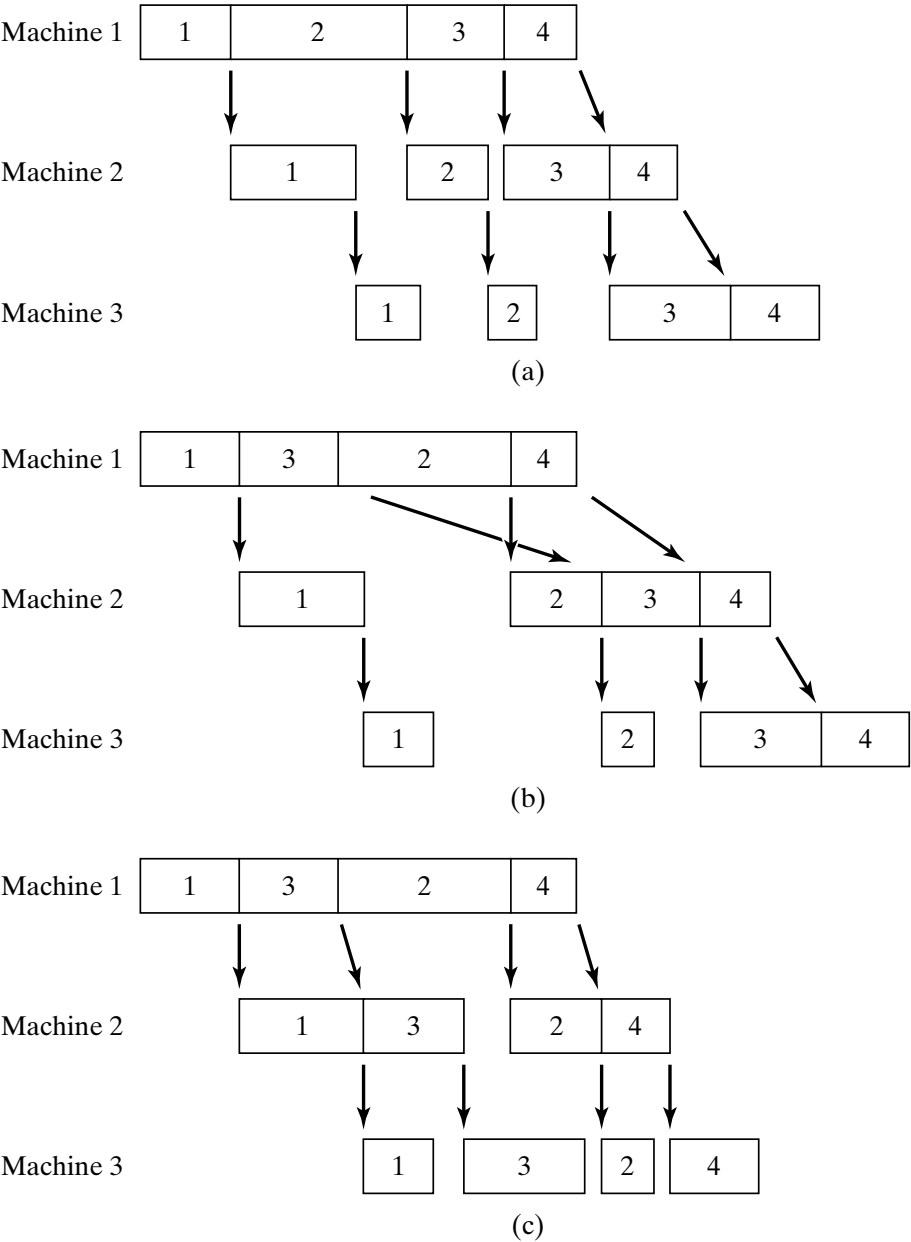 Machine 1 1 2 3 4
Machine 2 1 2 3 4
Machine 3 1 2 3 4
(a)
Machine 1 1 3 2 4
Machine 2 1 2 3 4
Machine 3 1 2 3 4
(b)
Machine 1 1 3 2 4
Machine 2 1 3 2 4
Machine 3 1 3 2 4
(c)